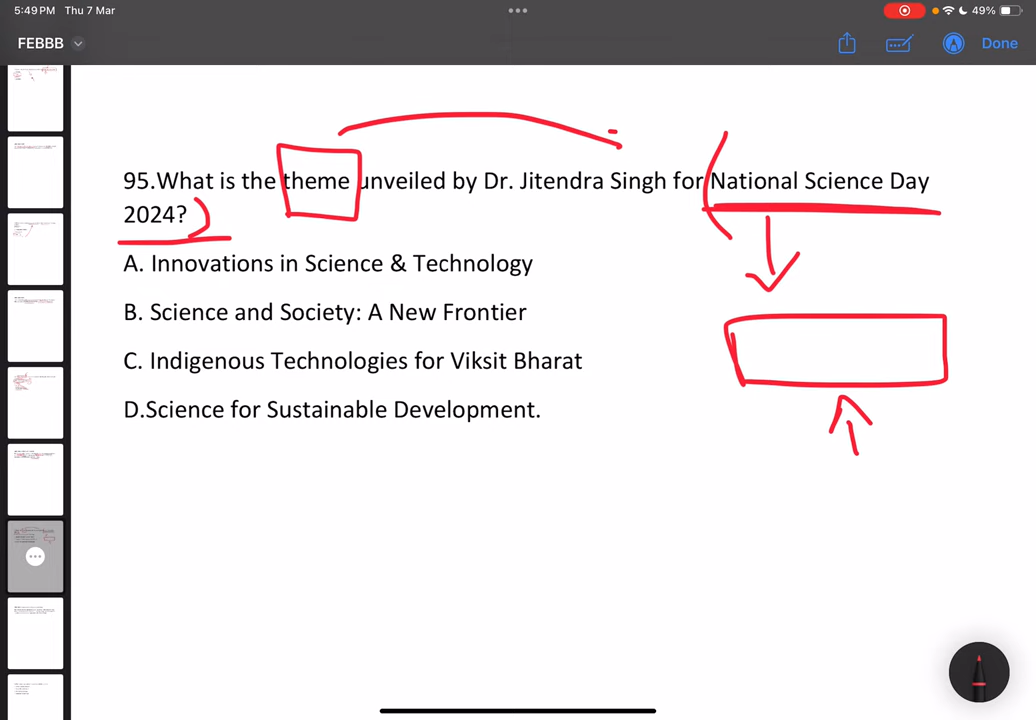 5:49 PM Thu 7 Mar
49%
FEBBB
Done
95.What is the theme unveiled by Dr. Jitendra Singh for National Science Day
2024?
A. Innovations in Science & Technology
B. Science and Society: A New Frontier
C. Indigenous Technologies for Viksit Bharat
D.Science for Sustainable Development.